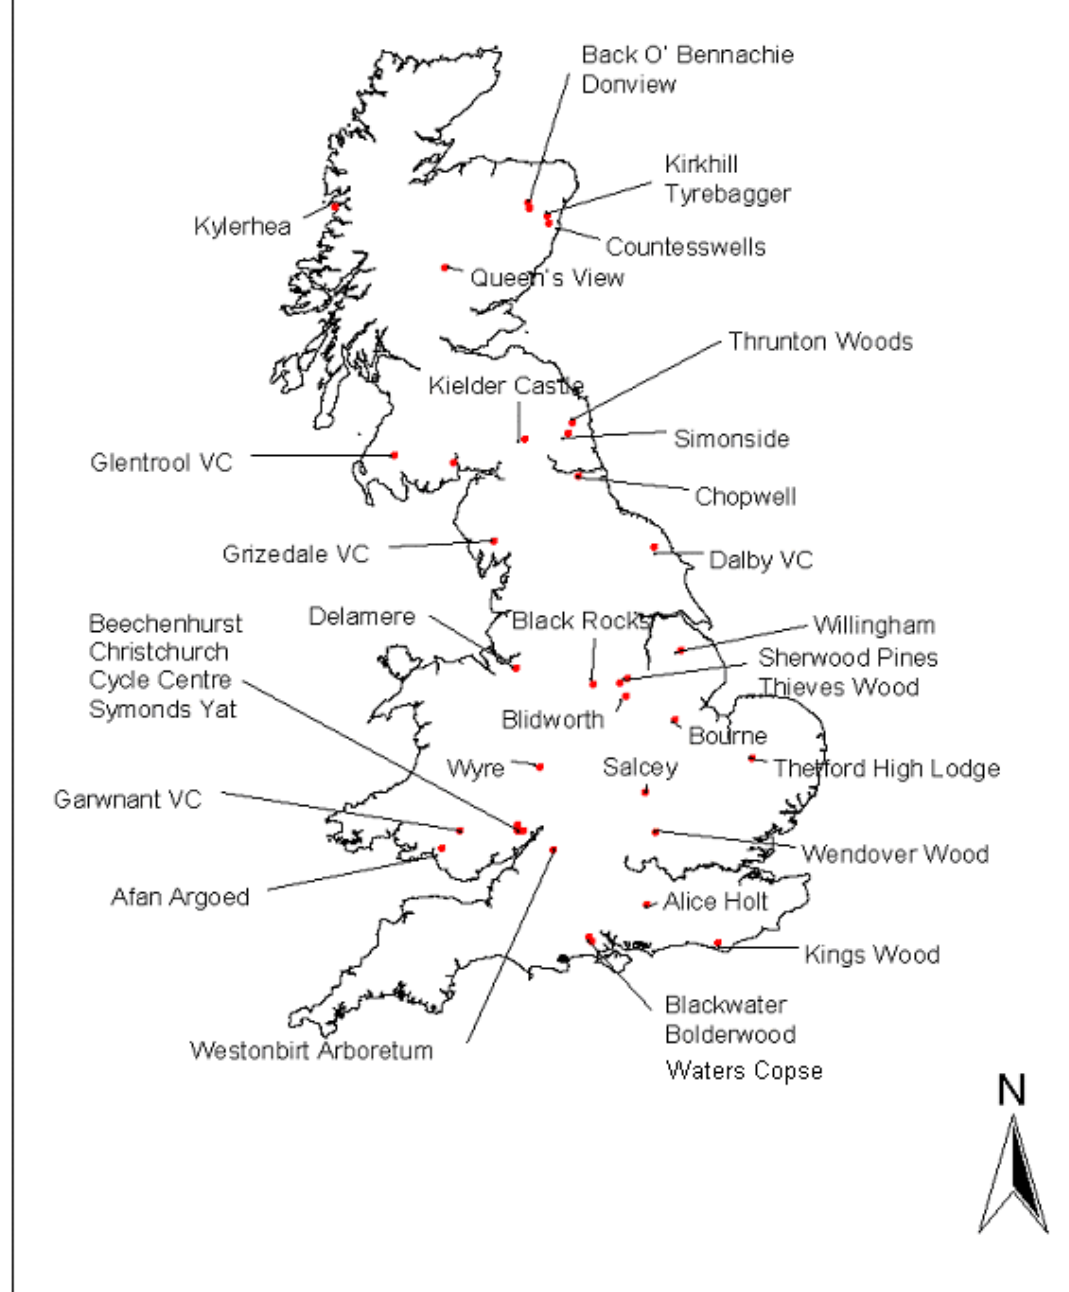 Back O' Bennachie
Donview
Kirkhill
Tyrebagger
Kylerhea
Countesswells
Queen's View
Thrunton Woods
Kielder Castle
Simonside
Glentrool VC
Chopwell
Grizedale VC
Dalby VC
Delamere
Black Rocks
Willingham
Beechenhurst
Christchurch
Cycle Centre
Symonds Yat
Sherwood Pines
Thieves Wood
Blidworth
Bourne
Wyre
Salcey
Thetford High Lodge
Garwnant VC
Wendover Wood
Afan Argoed
Alice Holt
Kings Wood
Blackwater
Bolderwood
Waters Copse
Westonbirt Arboretum
N